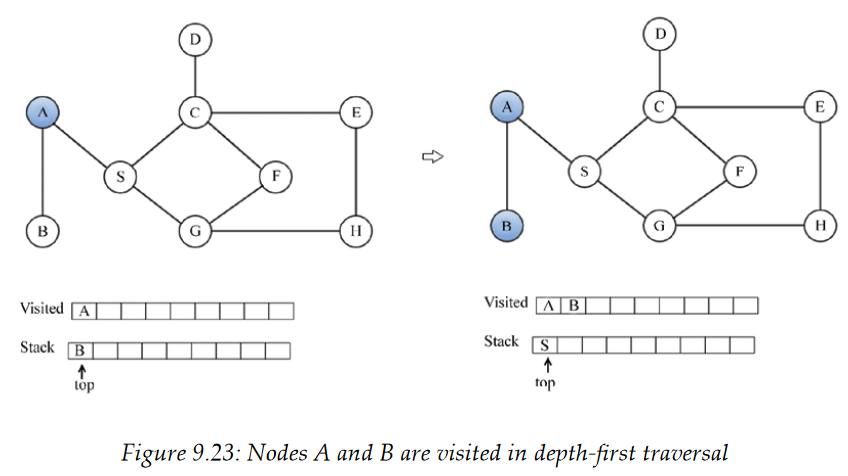 D
D
A
C
E
A
C
E
S
F
S
F
B
G
H
B
G
H
Visited A
Visited A B
Stack B
Stack S
top
top
Figure 9.23: Nodes A and B are visited in depth-first traversal